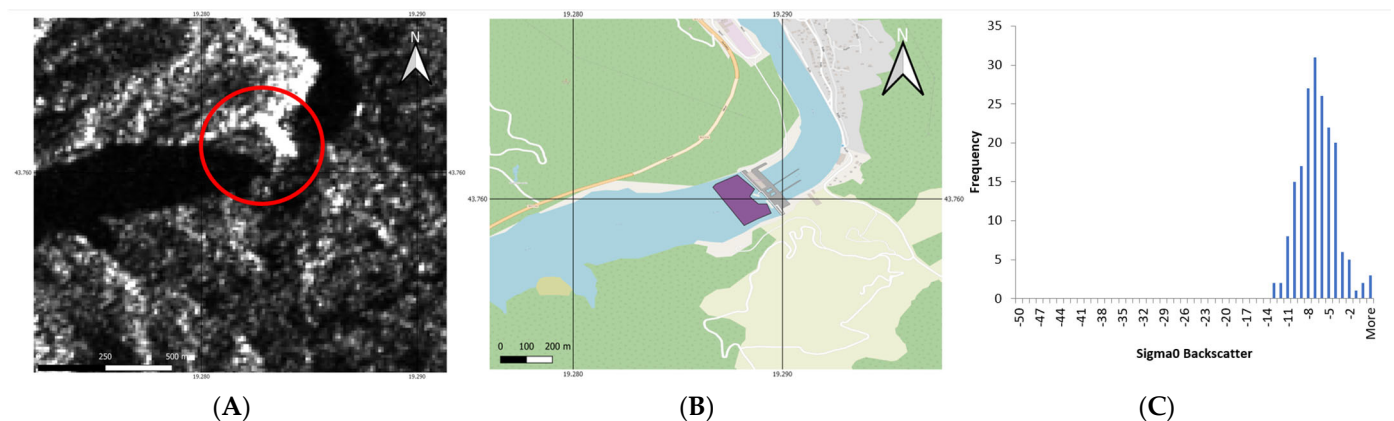 19.280 19.290
N
43.760 43.760
250 500 m
19.280 19.290
(A)
19.280 19.290
N
43.760 43.760
0 100 200 m
19.280 19.290
(B)
35
30
25
20
15
10
5
0
Frequency
-50 -47 -44 -41 -38 -35 -32 -29 -26 -23 -20 -17 -14 -11 -8 -5 -2 More
Sigma0 Backscatter
(C)